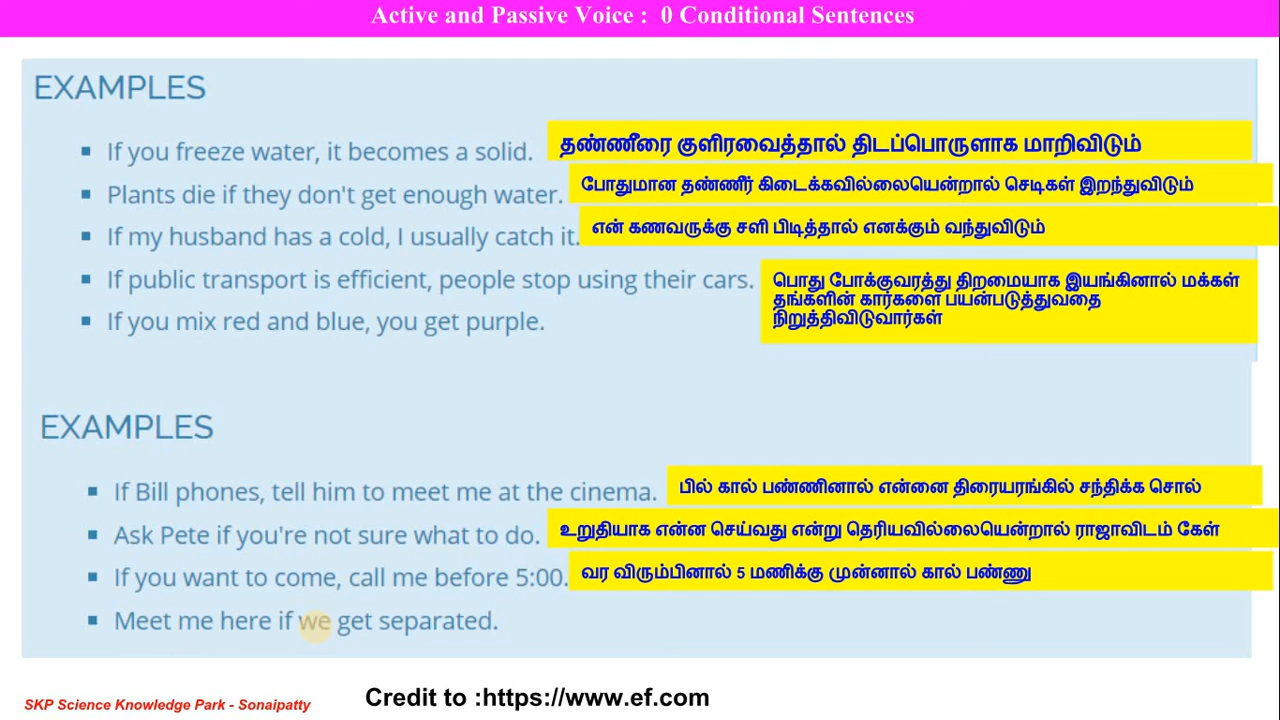 Active and Passive Voice :  0 Conditional Sentences
EXAMPLES
▪ If you freeze water, it becomes a solid.
தண்ணீரை குளிரவைத்தால் திடப்பொருளாக மாறிவிடும்
▪ Plants die if they don't get enough water.
போதுமான தண்ணீர் கிடைக்கவில்லையென்றால் செடிகள் இறந்துவிடும்
▪ If my husband has a cold, I usually catch it.
என் கணவருக்கு சளி பிடித்தால் எனக்கும் வந்துவிடும்
▪ If public transport is efficient, people stop using their cars.
பொது போக்குவரத்து திறமையாக இயங்கினால் மக்கள்
தங்களின் கார்களை பயன்படுத்துவதை
நிறுத்திவிடுவார்கள்
▪ If you mix red and blue, you get purple.
EXAMPLES
▪ If Bill phones, tell him to meet me at the cinema.
பில் கால் பண்ணினால் என்னை திரையரங்கில் சந்திக்க சொல்
▪ Ask Pete if you're not sure what to do.
உறுதியாக என்ன செய்வது என்று தெரியவில்லையென்றால் ராஜாவிடம் கேள்
▪ If you want to come, call me before 5:00.
வர விரும்பினால் 5 மணிக்கு முன்னால் கால் பண்ணு
▪ Meet me here if we get separated.
SKP Science Knowledge Park - Sonaipatty
Credit to :https://www.ef.com